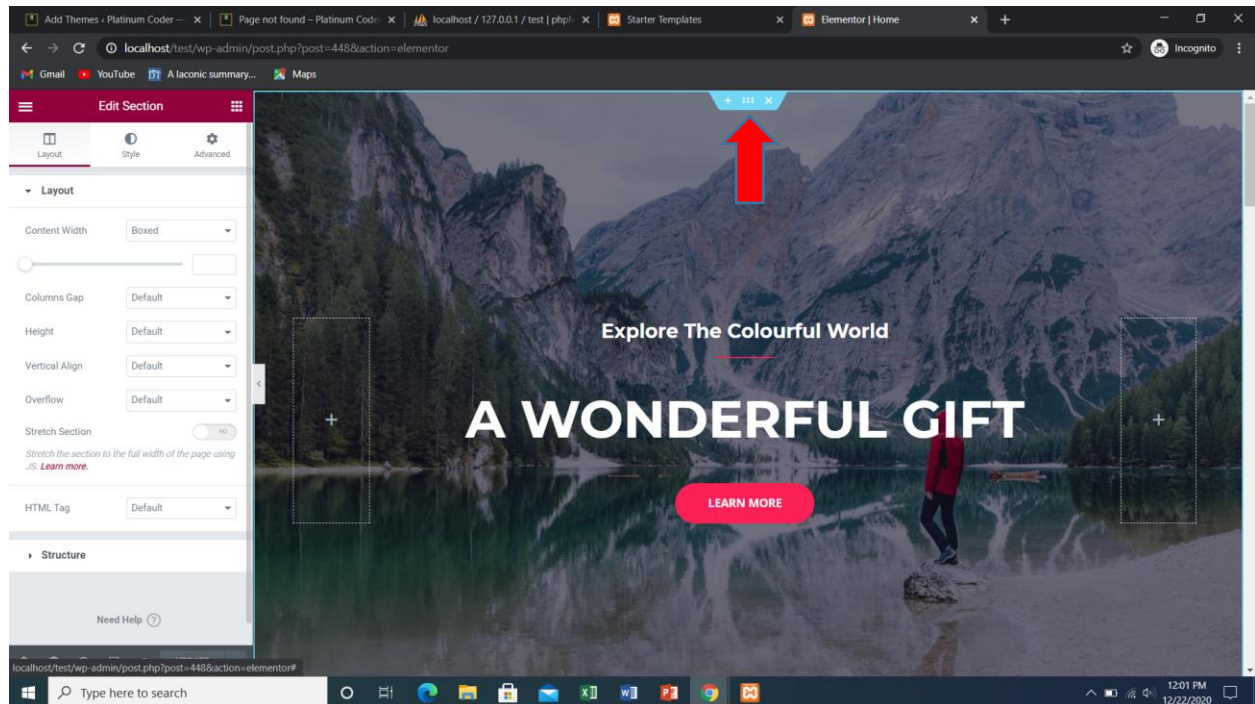 Add Themes ‹ Platinum Coder —
Page not found – Platinum Code
localhost / 127.0.0.1 / test | phpM
Starter Templates
Elementor | Home
localhost/test/wp-admin/post.php?post=448&action=elementor
Incognito
Gmail
YouTube
A laconic summary...
Maps
Edit Section
Layout
Style
Advanced
Layout
Content Width
Boxed
Columns Gap
Default
Height
Default
Vertical Align
Default
Overflow
Default
Stretch Section
NO
Stretch the section to the full width of the page using
JS. Learn more.
HTML Tag
Default
Structure
Need Help
Explore The Colourful World
A WONDERFUL GIFT
LEARN MORE
localhost/test/wp-admin/post.php?post=448&action=elementor#
Type here to search
12:01 PM
12/22/2020